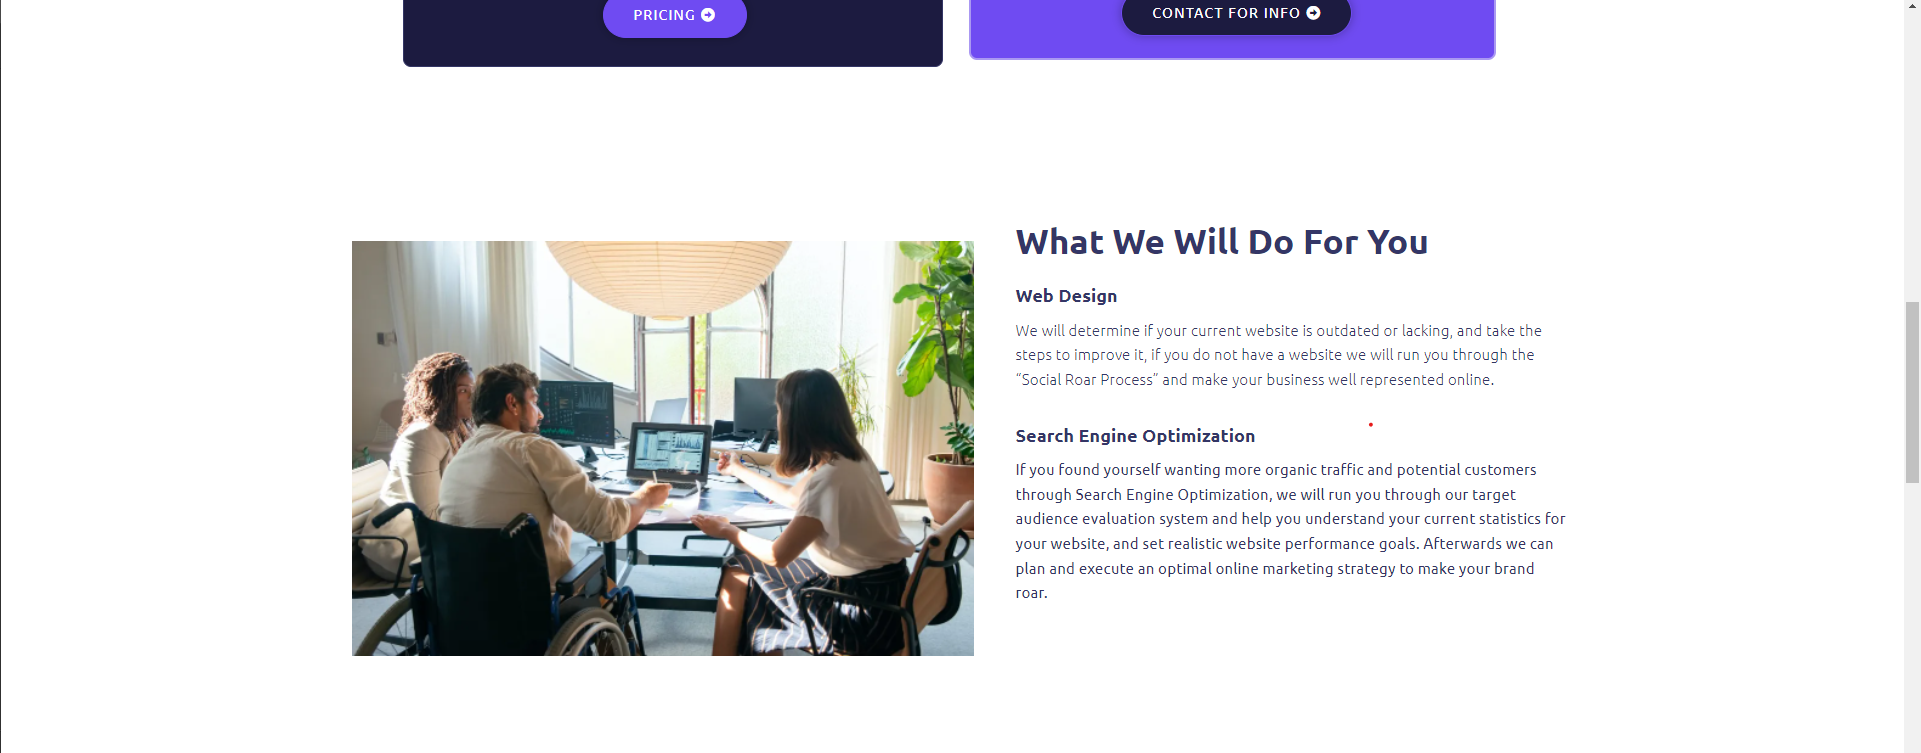 PRICING
CONTACT FOR INFO
What We Will Do For You
Web Design
We will determine if your current website is outdated or lacking, and take the
steps to improve it, if you do not have a website we will run you through the
“Social Roar Process” and make your business well represented online.
Search Engine Optimization
If you found yourself wanting more organic traffic and potential customers
through Search Engine Optimization, we will run you through our target
audience evaluation system and help you understand your current statistics for
your website, and set realistic website performance goals. Afterwards we can
plan and execute an optimal online marketing strategy to make your brand
roar.